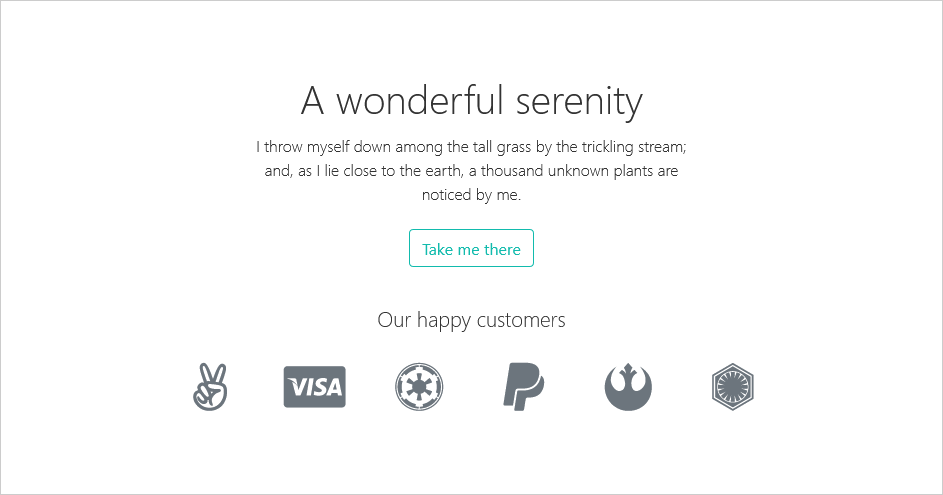 A wonderful serenity
I throw myself down among the tall grass by the trickling stream;
and, as I lie close to the earth, a thousand unknown plants are
noticed by me.
Take me there
Our happy customers
VISA